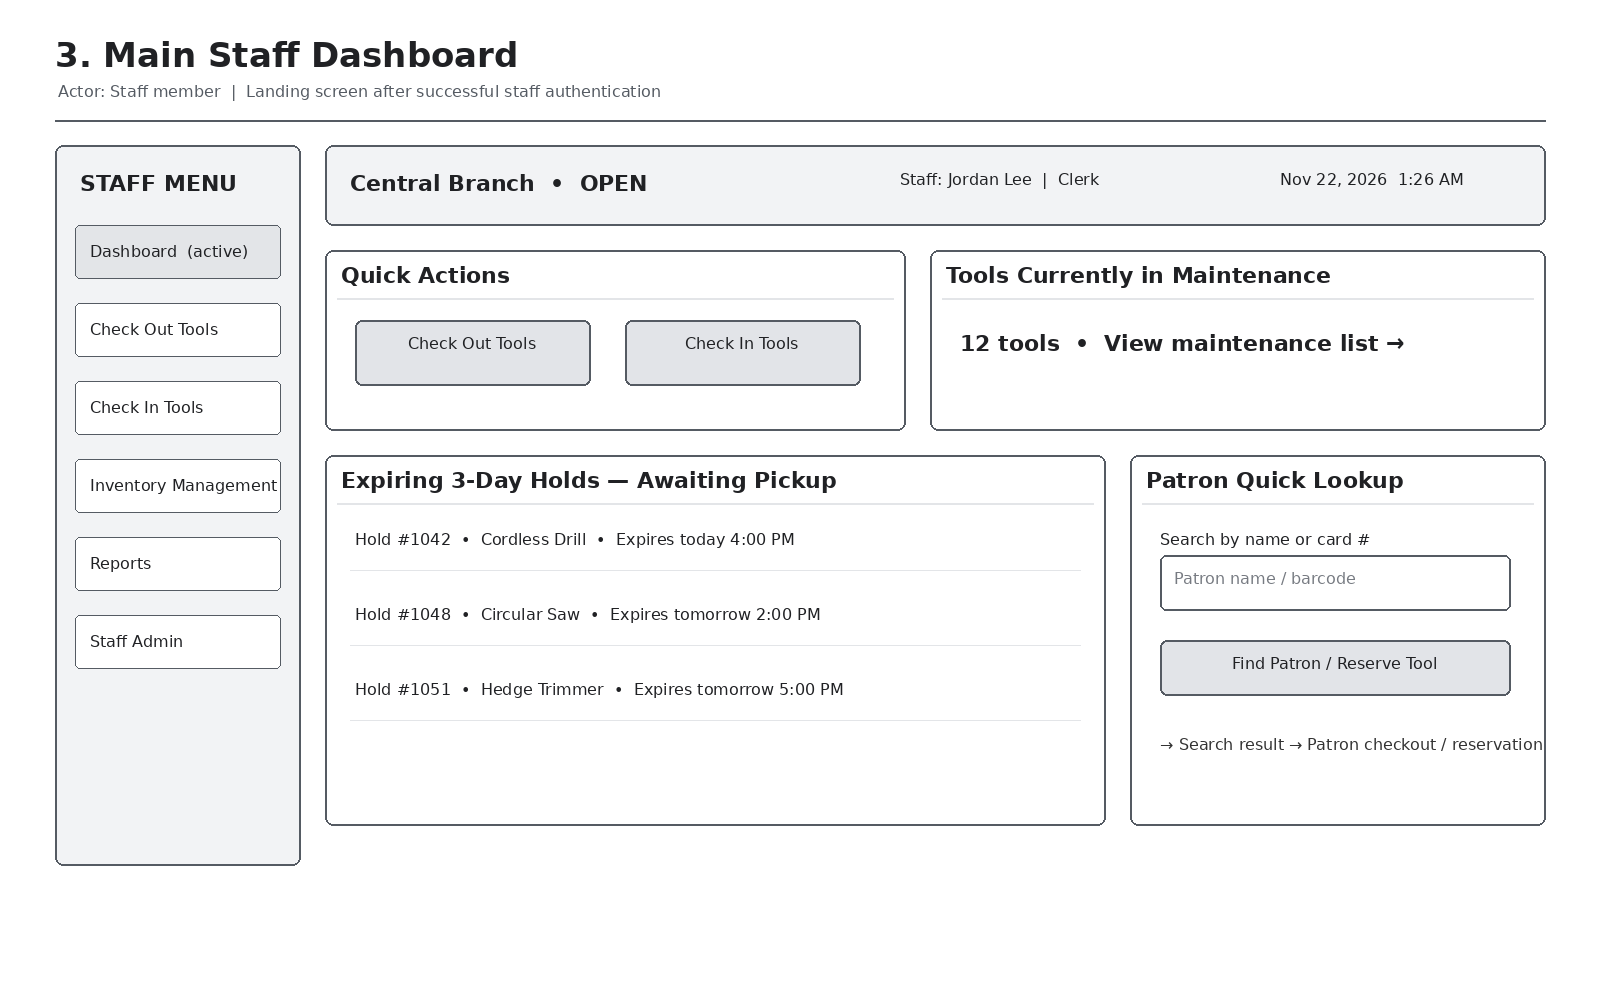 3. Main Staff Dashboard
Actor: Staff member | Landing screen after successful staff authentication
STAFF MENU
Dashboard (active)
Check Out Tools
Check In Tools
Inventory Management
Reports
Staff Admin
Central Branch • OPEN
Staff: Jordan Lee | Clerk
Nov 22, 2026 1:26 AM
Quick Actions
Check Out Tools
Check In Tools
Tools Currently in Maintenance
12 tools • View maintenance list →
Expiring 3-Day Holds — Awaiting Pickup
Hold #1042 • Cordless Drill • Expires today 4:00 PM
Hold #1048 • Circular Saw • Expires tomorrow 2:00 PM
Hold #1051 • Hedge Trimmer • Expires tomorrow 5:00 PM
Patron Quick Lookup
Search by name or card #
Patron name / barcode
Find Patron / Reserve Tool
→ Search result → Patron checkout / reservation